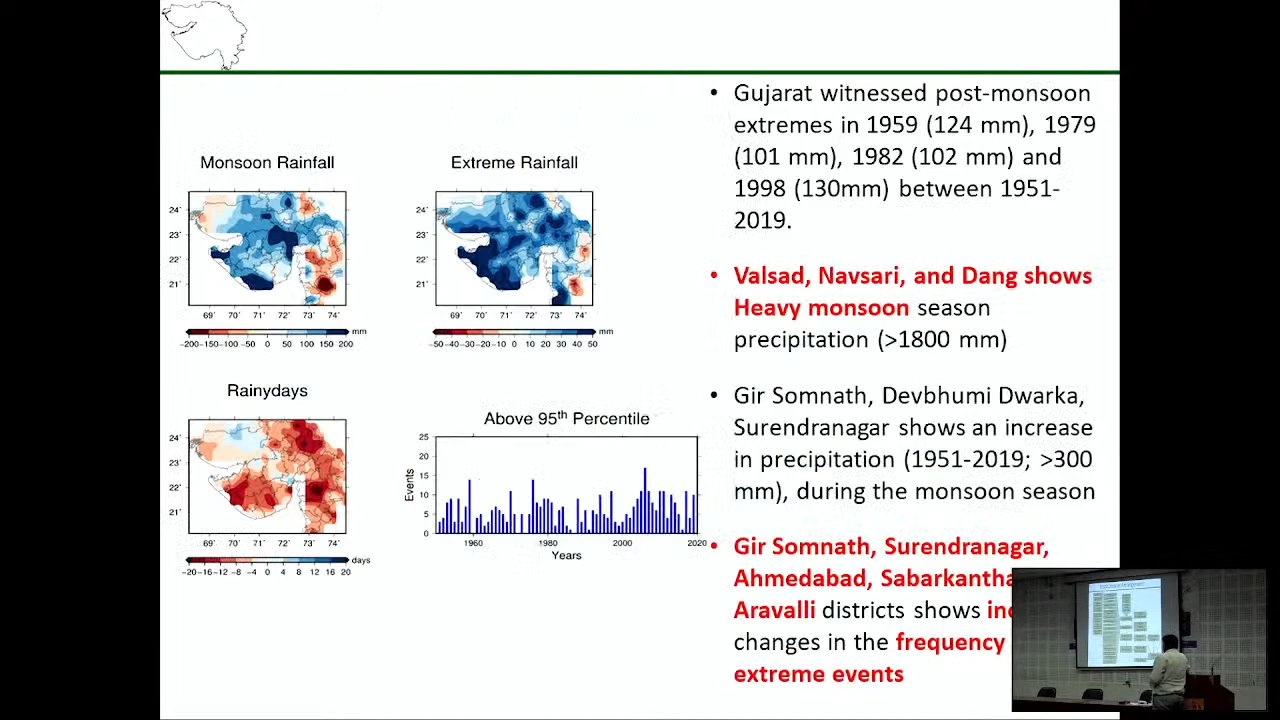 Monsoon Rainfall
24˚
23˚
22˚
21˚
69˚ 70˚ 71˚ 72˚ 73˚ 74˚
mm
−200−150−100−50 0 50 100 150 200
Extreme Rainfall
24˚
23˚
22˚
21˚
69˚ 70˚ 71˚ 72˚ 73˚ 74˚
mm
−50−40−30−20−10 0 10 20 30 40 50
Rainydays
24˚
23˚
22˚
21˚
69˚ 70˚ 71˚ 72˚ 73˚ 74˚
days
−20−16−12−8 −4 0 4 8 12 16 20
Above 95th Percentile
25
20
15
10
5
0
Events
1960 1980 2000 2020
Years
• Gujarat witnessed post-monsoon
extremes in 1959 (124 mm), 1979
(101 mm), 1982 (102 mm) and
1998 (130mm) between 1951-
2019.
• Valsad, Navsari, and Dang shows
Heavy monsoon season
precipitation (>1800 mm)
• Gir Somnath, Devbhumi Dwarka,
Surendranagar shows an increase
in precipitation (1951-2019; >300
mm), during the monsoon season
• Gir Somnath, Surendranagar,
Ahmedabad, Sabarkantha
Aravalli districts shows
changes in the frequency
extreme events